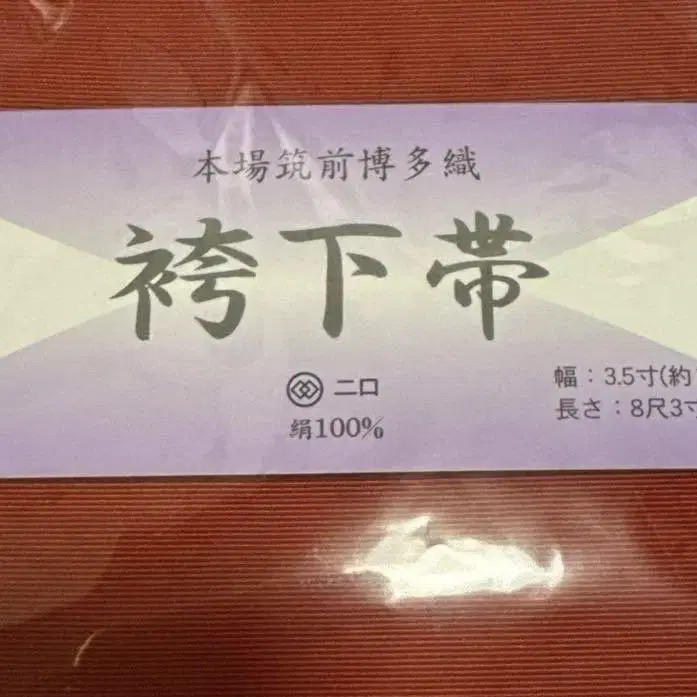 本場筑前博多織
袴下帯
二口
絹100%
幅：3.5寸(約
長さ：8尺3寸